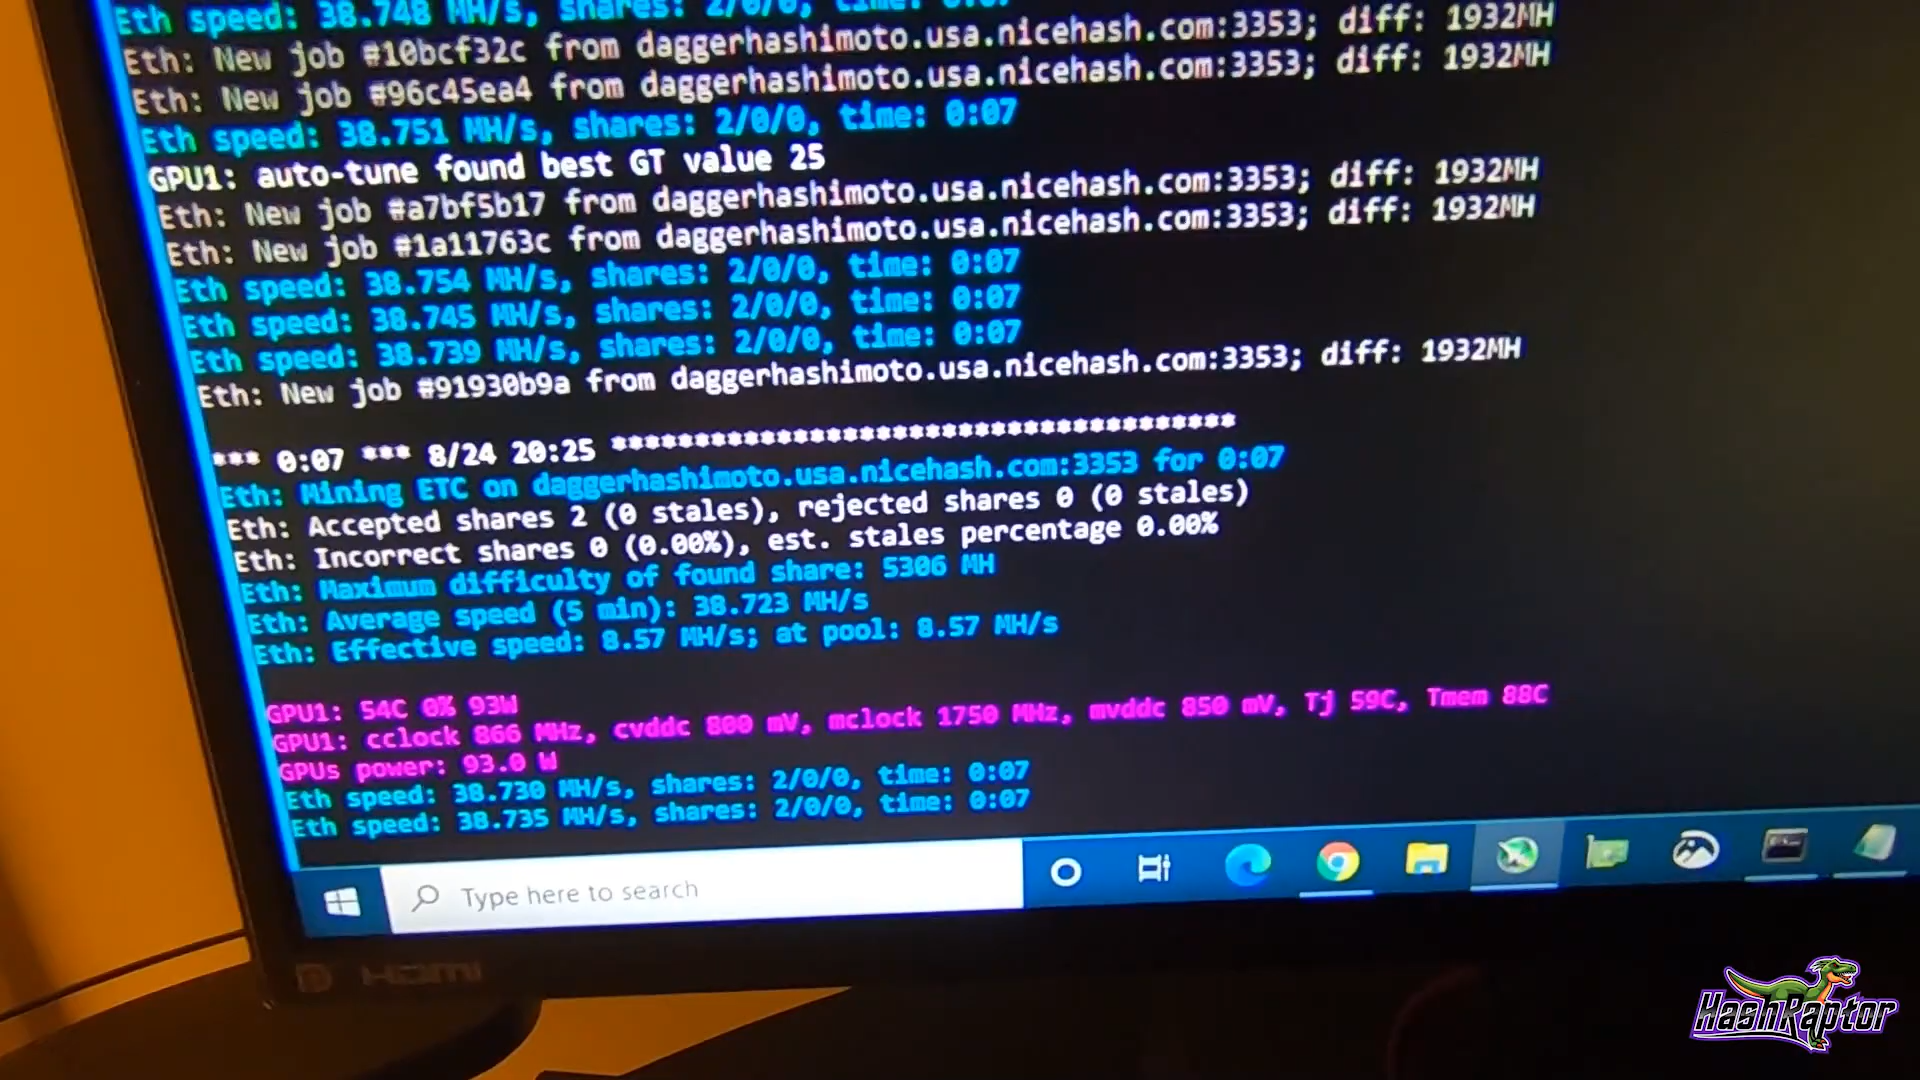 Eth speed: 38.748 MH/s, shares: 2/0/0, time: 0:07
Eth: New job #10bcf32c from daggerhashimoto.usa.nicehash.com:3353; diff: 1932MH
Eth: New job #96c45ea4 from daggerhashimoto.usa.nicehash.com:3353; diff: 1932MH
Eth speed: 38.751 MH/s, shares: 2/0/0, time: 0:07
GPU1: auto-tune found best GT value 25
Eth: New job #a7bf5b17 from daggerhashimoto.usa.nicehash.com:3353; diff: 1932MH
Eth: New job #1a11763c from daggerhashimoto.usa.nicehash.com:3353; diff: 1932MH
Eth speed: 38.754 MH/s, shares: 2/0/0, time: 0:07
Eth speed: 38.745 MH/s, shares: 2/0/0, time: 0:07
Eth speed: 38.739 MH/s, shares: 2/0/0, time: 0:07
Eth: New job #91930b9a from daggerhashimoto.usa.nicehash.com:3353; diff: 1932MH
*** 0:07 *** 8/24 20:25 **************************************
Eth: Mining ETC on daggerhashimoto.usa.nicehash.com:3353 for 0:07
Eth: Accepted shares 2 (0 stales), rejected shares 0 (0 stales)
Eth: Incorrect shares 0 (0.00%), est. stales percentage 0.00%
Eth: Maximum difficulty of found share: 5306 MH
Eth: Average speed (5 min): 38.723 MH/s
Eth: Effective speed: 8.57 MH/s; at pool: 8.57 MH/s
GPU1: 54C 0% 93W
GPU1: cclock 866 MHz, cvddc 800 mV, mclock 1750 MHz, mvddc 850 mV, Tj 59C, Tmem 88C
GPUs power: 93.0 W
Eth speed: 38.730 MH/s, shares: 2/0/0, time: 0:07
Eth speed: 38.735 MH/s, shares: 2/0/0, time: 0:07
Type here to search
HDMI
HashRaptor